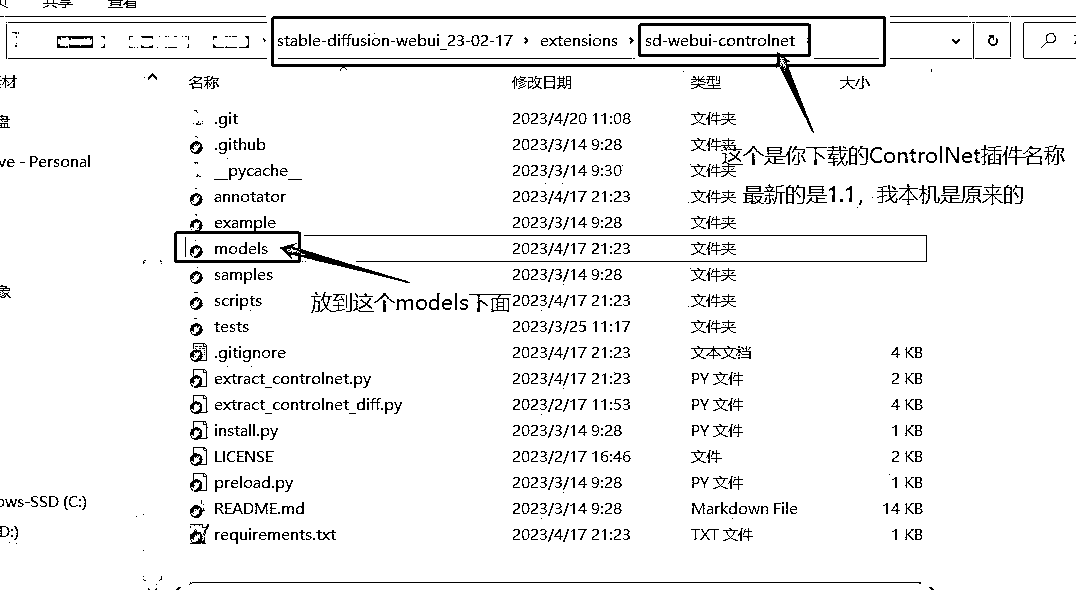 共享 查看
stable-diffusion-webui_23-02-17 › extensions › sd-webui-controlnet
名称 修改日期 类型 大小
.git 2023/4/20 11:08 文件夹
.github 2023/3/14 9:28 文件夹
ve - Personal
这个是你下载的ControlNet插件名称
__pycache__ 2023/3/14 9:30 文件夹
annotator 2023/4/17 21:23 文件夹
最新的是1.1，我本机是原来的
example 2023/3/14 9:28 文件夹
models 2023/4/17 21:23 文件夹
samples 2023/3/14 9:28 文件夹
象
scripts 2023/4/17 21:23 文件夹
放到这个models下面
tests 2023/3/25 11:17 文件夹
.gitignore 2023/4/17 21:23 文本文档 4 KB
extract_controlnet.py 2023/4/17 21:23 PY 文件 2 KB
extract_controlnet_diff.py 2023/2/17 11:53 PY 文件 4 KB
install.py 2023/3/14 9:28 PY 文件 1 KB
LICENSE 2023/2/17 16:46 文件 2 KB
preload.py 2023/3/14 9:28 PY 文件 1 KB
ows-SSD (C:)
README.md 2023/3/14 9:28 Markdown File 14 KB
D:)
requirements.txt 2023/4/17 21:23 TXT 文件 1 KB